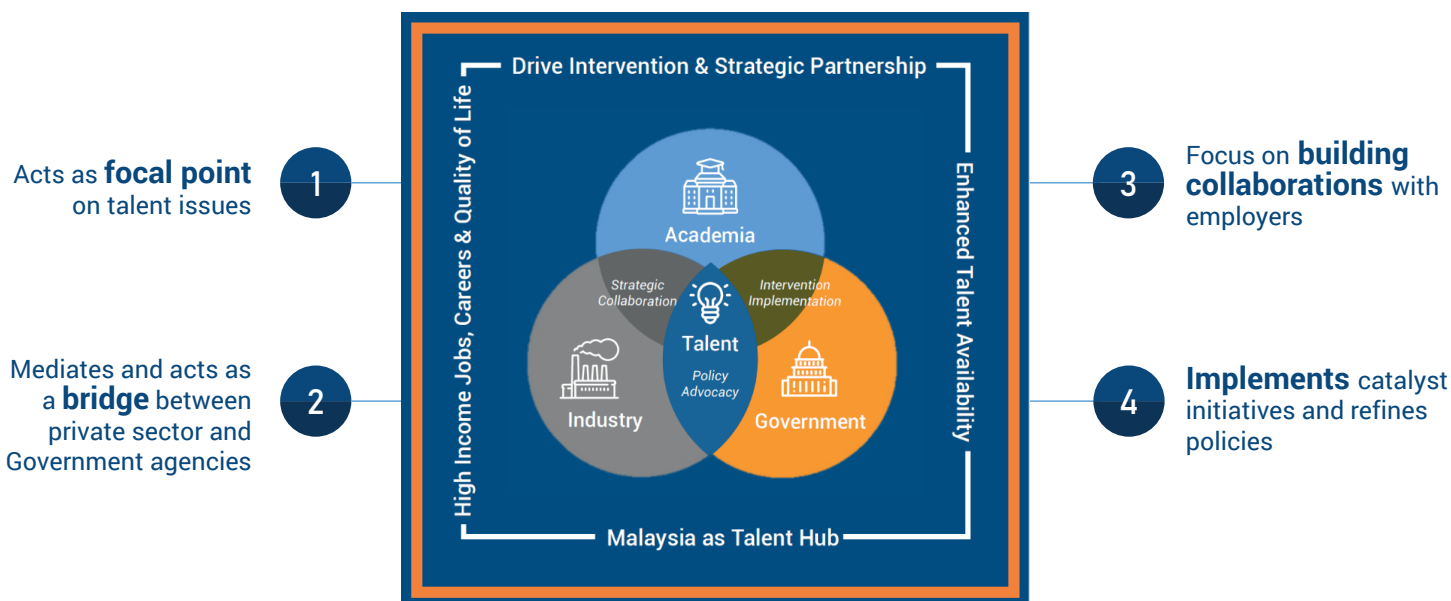 Acts as focal point
on talent issues
1
Mediates and acts as
a bridge between
private sector and
Government agencies
2
Drive Intervention & Strategic Partnership
High Income Jobs, Careers & Quality of Life
Academia
Strategic
Collaboration
Intervention
Implementation
Talent
Policy
Advocacy
Industry
Government
Enhanced Talent Availability
Malaysia as Talent Hub
3
Focus on building
collaborations with
employers
4
Implements catalyst
initiatives and refines
policies